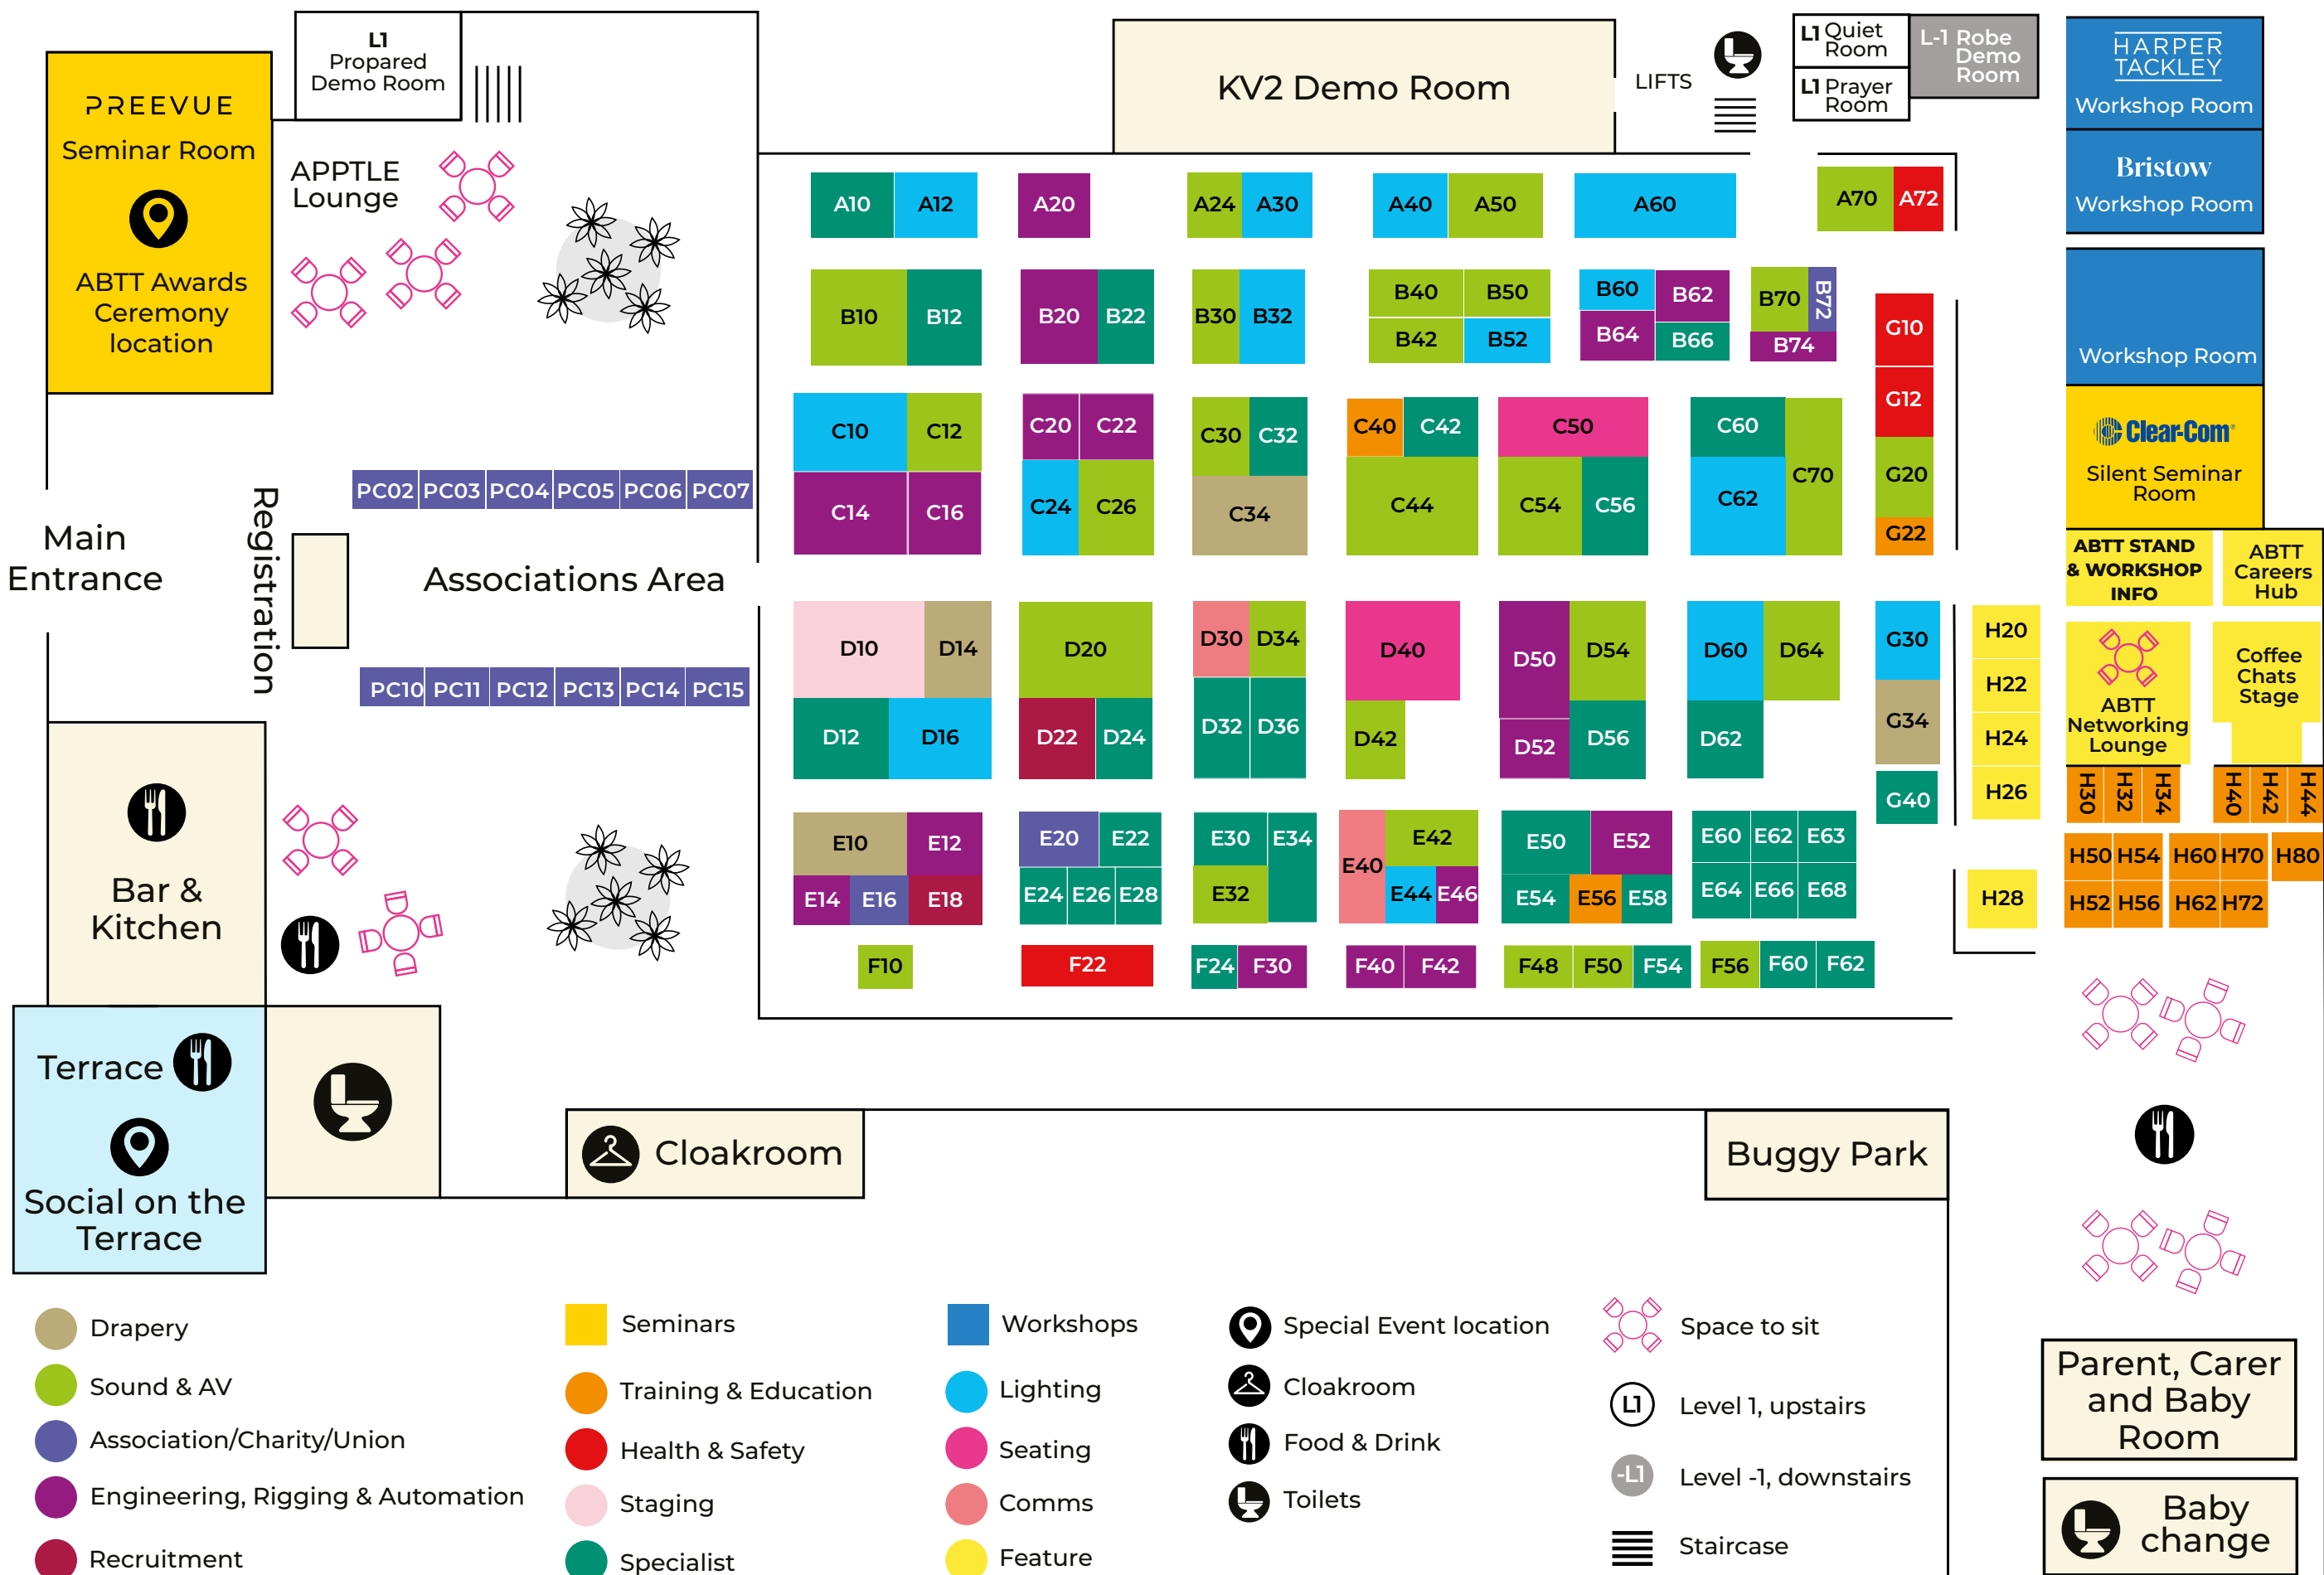 L1
Propared
Demo Room
PREEVUE
Seminar Room
ABTT Awards
Ceremony
location
APPTLE
Lounge
KV2 Demo Room
LIFTS
L1 Quiet
Room
L1 Prayer
Room
L-1 Robe
Demo
Room
HARPER
TACKLEY
Workshop Room
Bristow
Workshop Room
Workshop Room
Clear-Com
Silent Seminar
Room
A10 A12 A20 A24 A30 A40 A50 A60 A70 A72
B10 B12 B20 B22 B30 B32 B40 B50 B60 B62 B70 B72
B42 B52 B64 B66 B74
G10
G12
G20
G22
C10 C12 C20 C22 C30 C32 C40 C42 C50 C60 C70
C14 C16 C24 C26 C34 C44 C54 C56 C62
PC02 PC03 PC04 PC05 PC06 PC07
Main
Entrance
Registration
Associations Area
PC10 PC11 PC12 PC13 PC14 PC15
D10 D14 D20 D30 D34 D40 D50 D54 D60 D64
D12 D16 D22 D24 D32 D36 D42 D52 D56 D62
G30
G34
G40
ABTT STAND
& WORKSHOP
INFO
ABTT
Careers
Hub
H20
H22
H24
H26
H28
ABTT
Networking
Lounge
Coffee
Chats
Stage
H30 H32 H34 H40 H42 H44
H50 H54 H60 H70 H80
H52 H56 H62 H72
E10 E12 E20 E22 E30 E34 E40 E42 E50 E52 E60 E62 E63
E14 E16 E18 E24 E26 E28 E32 E44 E46 E54 E56 E58 E64 E66 E68
F10 F22 F24 F30 F40 F42 F48 F50 F54 F56 F60 F62
Bar &
Kitchen
Terrace
Social on the
Terrace
Cloakroom
Buggy Park
Parent, Carer
and Baby
Room
Baby
change
Drapery
Sound & AV
Association/Charity/Union
Engineering, Rigging & Automation
Recruitment
Seminars
Training & Education
Health & Safety
Staging
Specialist
Workshops
Lighting
Seating
Comms
Feature
Special Event location
Cloakroom
Food & Drink
Toilets
Space to sit
L1 Level 1, upstairs
-L1 Level -1, downstairs
Staircase